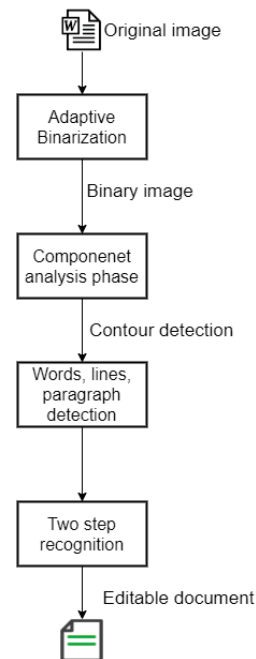 W
Original image
Adaptive
Binarization
Binary image
Componenet
analysis phase
Contour detection
Words, lines,
paragraph
detection
Two step
recognition
Editable document